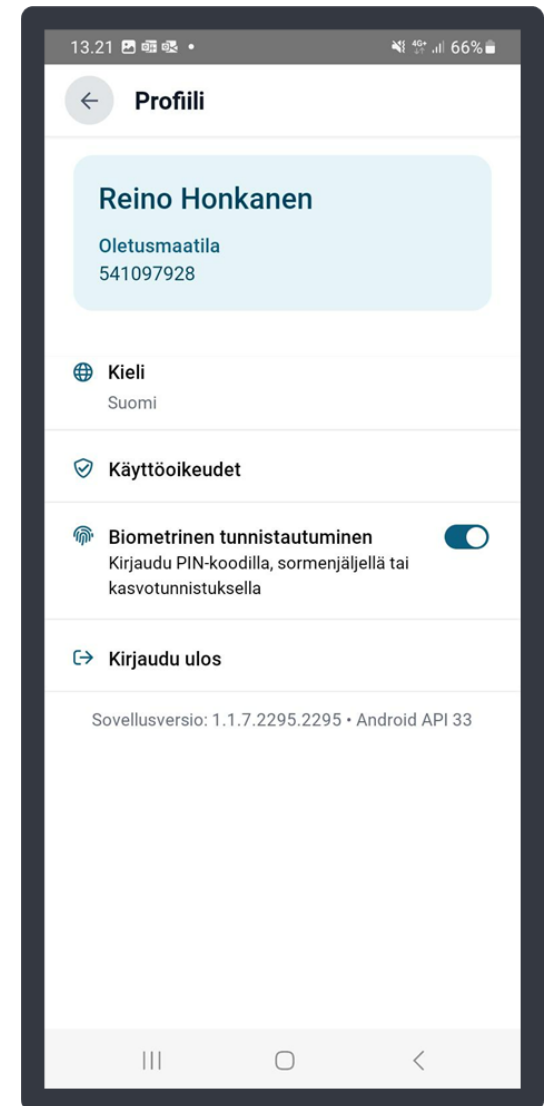 13.21 • 4G+ 66%
Profiili
Reino Honkanen
Oletusmaatila
541097928
Kieli
Suomi
Käyttöoikeudet
Biometrinen tunnistautuminen
Kirjaudu PIN-koodilla, sormenjäljellä tai
kasvotunnistuksella
Kirjaudu ulos
Sovellusversio: 1.1.7.2295.2295 • Android API 33